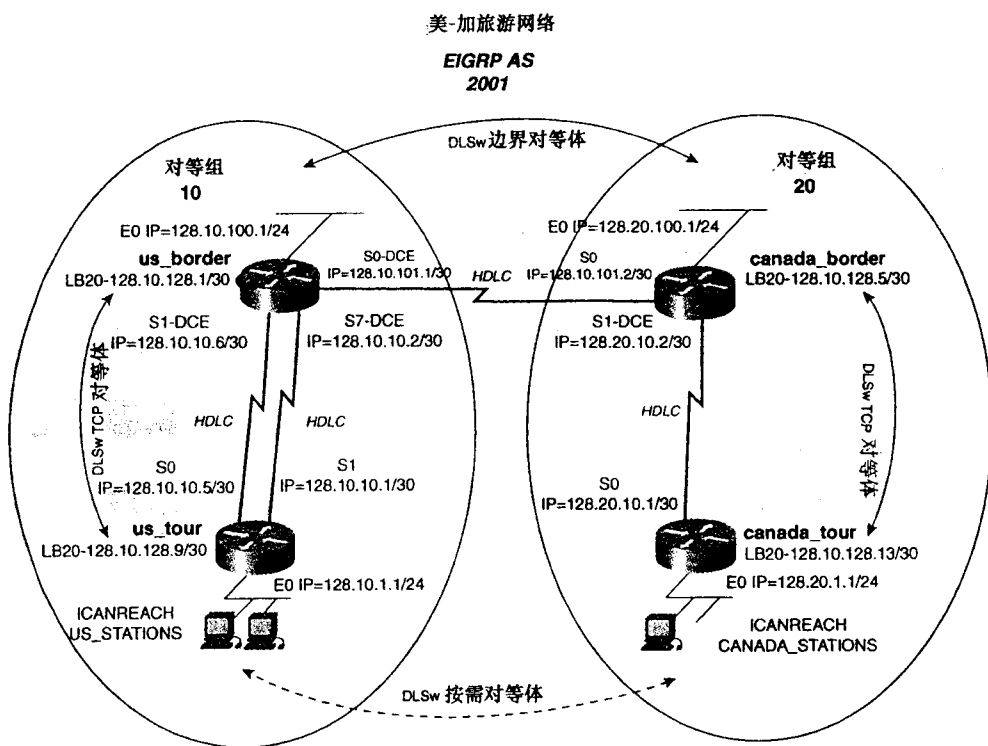 美-加旅游网络
EIGRP AS
2001
DLSw 边界对等体
对等组
10
对等组
20
E0 IP=128.10.100.1/24
E0 IP=128.20.100.1/24
us_border
LB20-128.10.128.1/30
S0-DCE
IP=128.10.101.1/30
HDLC
S0
IP=128.10.101.2/30
canada_border
LB20-128.10.128.5/30
S1-DCE
IP=128.10.10.6/30
S7-DCE
IP=128.10.10.2/30
S1-DCE
IP=128.20.10.2/30
DLSw TCP 对等体
HDLC
HDLC
HDLC
DLSw TCP 对等体
S0
IP=128.10.10.5/30
S1
IP=128.10.10.1/30
S0
IP=128.20.10.1/30
us_tour
LB20-128.10.128.9/30
canada_tour
LB20-128.10.128.13/30
E0 IP=128.10.1.1/24
E0 IP=128.20.1.1/24
ICANREACH
US_STATIONS
ICANREACH
CANADA_STATIONS
DLSw 按需对等体